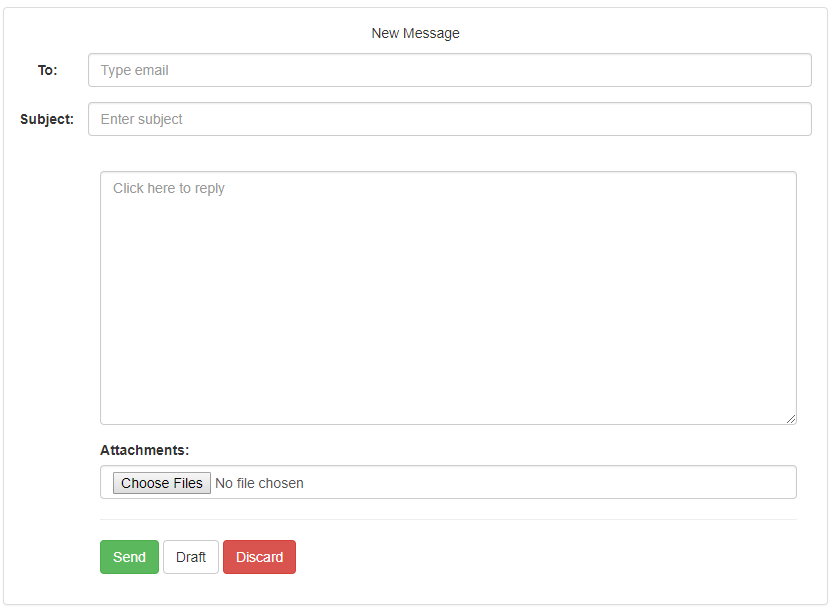 New Message
To: Type email
Subject: Enter subject
Click here to reply
Attachments:
Choose Files No file chosen
Send Draft Discard